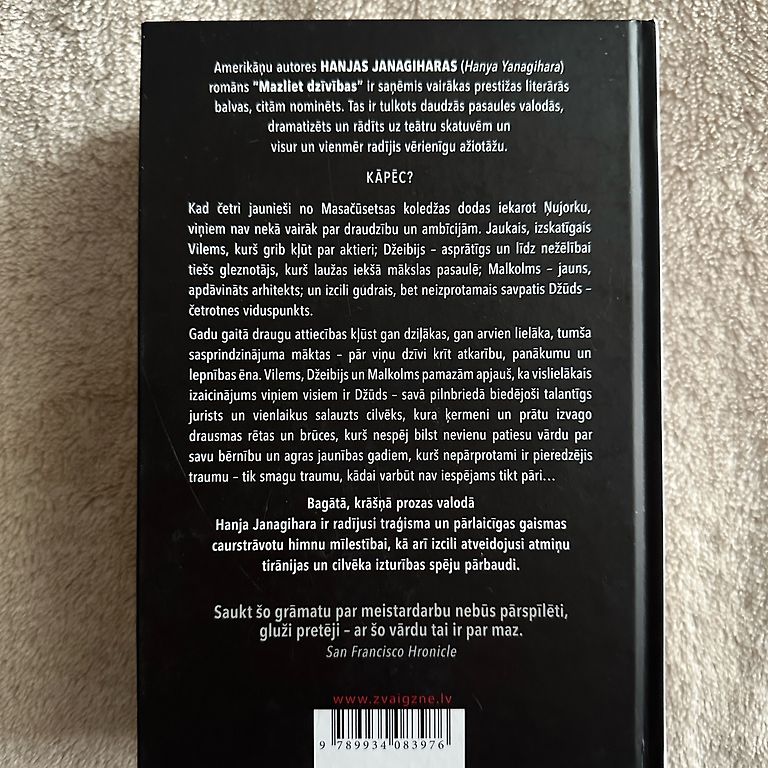 Amerikāņu autores HANJAS JANAGIHARAS (Hanya Yanagihara)
romāns "Mazliet dzīvības" ir saņēmis vairākas prestižas literārās
balvas, citām nominēts. Tas ir tulkots daudzās pasaules valodās,
dramatizēts un rādīts uz teātru skatuvēm un
visur un vienmēr radījis vērienīgu ažiotāžu.
KĀPĒC?
Kad četri jaunieši no Masačūsetsas koledžas dodas iekarot Ņujorku,
viņiem nav nekā vairāk par draudzību un ambīcijām. Jaukais, izskatīgais
Vilems, kurš grib kļūt par aktieri; Džeibijs – asprātīgs un līdz nežēlībai
tiešs gleznotājs, kurš laužas iekšā mākslas pasaulē; Malkolms – jauns,
apdāvināts arhitekts; un izcili gudrais, bet neizprotamais savpatis Džūds –
četrotnes viduspunkts.
Gadu gaitā draugu attiecības kļūst gan dziļākas, gan arvien lielāka, tumša
sasprindzinājuma māktas – pār viņu dzīvi krīt atkarību, panākumu un
lepnības ēna. Vilems, Džeibijs un Malkolms pamazām apjauš, ka vislielākais
izaicinājums viņiem visiem ir Džūds – savā pilnbriedā biedējoši talantīgs
jurists un vienlaikus salauzts cilvēks, kura ķermeni un prātu izvago
drausmas rētas un brūces, kurš nespēj bilst nevienu patiesu vārdu par
savu bērnību un agras jaunības gadiem, kurš nepārprotami ir pieredzējis
traumu – tik smagu traumu, kādai varbūt nav iespējams tikt pāri...
Bagātā, krāšņā prozas valodā
Hanja Janagihara ir radījusi traģisma un pārlaicīgas gaismas
caurstrāvotu himnu mīlestībai, kā arī izcili atveidojusi atmiņu
tirānijas un cilvēka izturības spēju pārbaudi.
Saukt šo grāmatu par meistardarbu nebūs pārspīlēti,
gluži pretēji – ar šo vārdu tai ir par maz.
San Francisco Hronicle
www.zvaigzne.lv
9 789934 083976